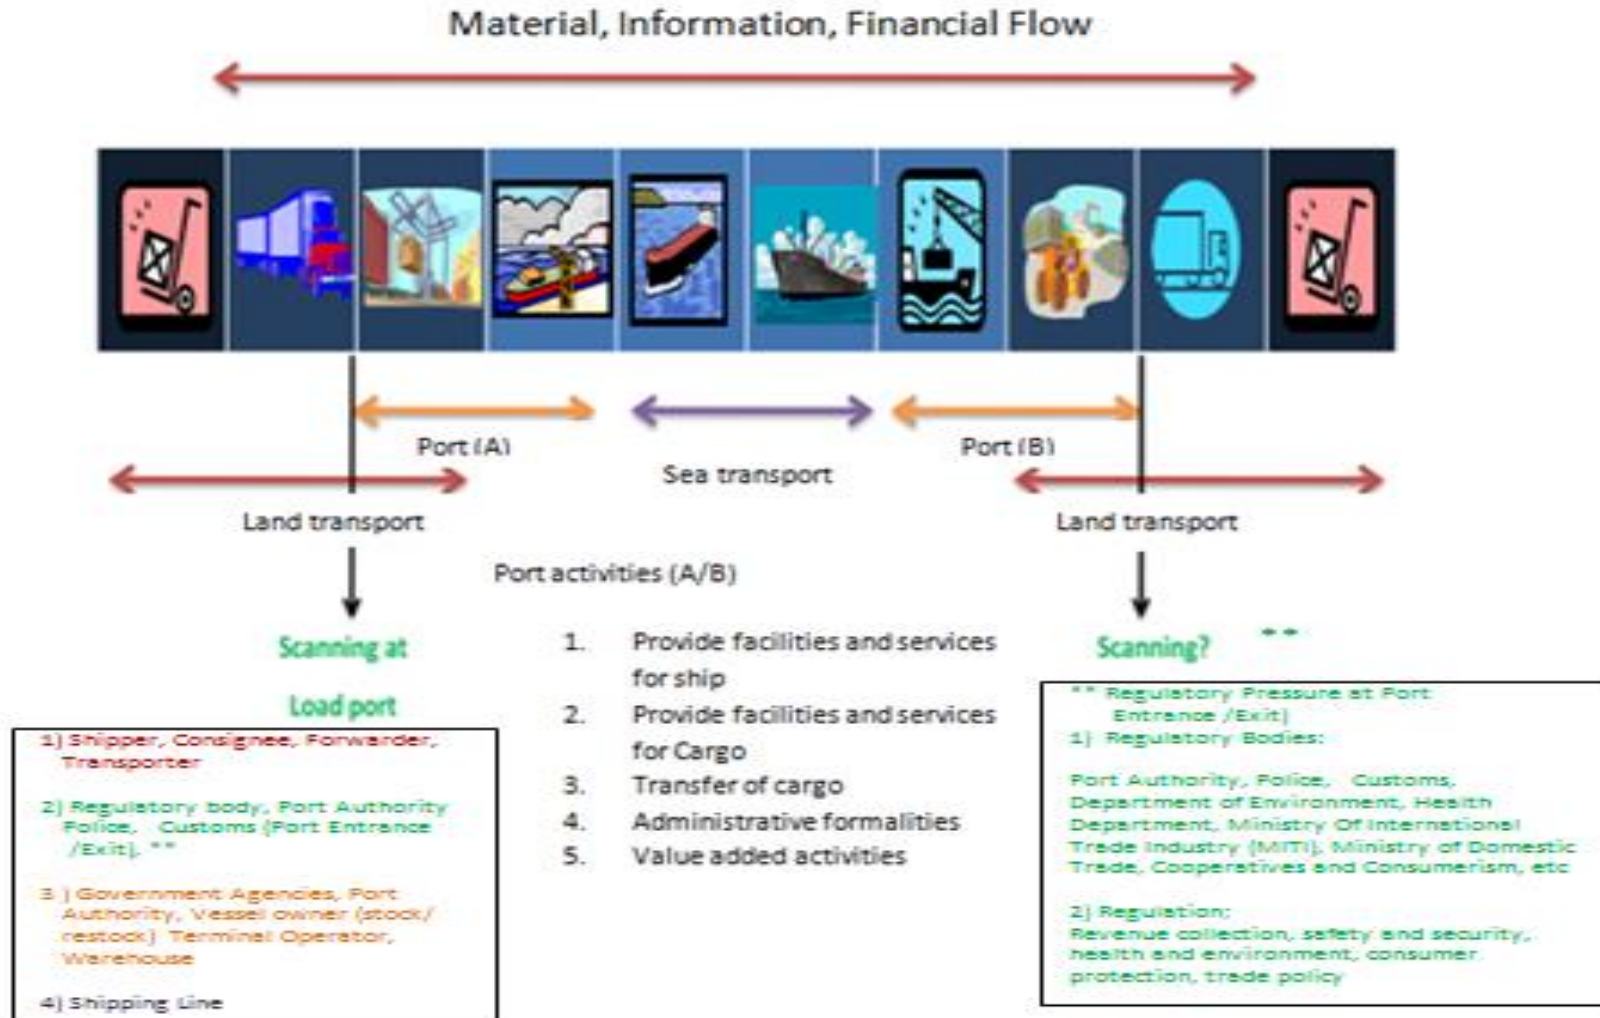 Material, Information, Financial Flow
Port (A)
Port (B)
Sea transport
Land transport
Land transport
Port activities (A/B)
Scanning at
Load port
1. Provide facilities and services
for ship
2. Provide facilities and services
for Cargo
3. Transfer of cargo
4. Administrative formalities
5. Value added activities
Scanning? **
1) Shipper, Consignee, Forwarder,
Transporter
2) Regulatory body, Port Authority
Police, Customs (Port Entrance
/Exit), **
3 ) Government Agencies, Port
Authority, Vessel owner (stock/
restock) Terminal Operator,
Warehouse
4) Shipping Line
** Regulatory Pressure at Port
Entrance /Exit)
1) Regulatory Bodies:
Port Authority, Police, Customs,
Department of Environment, Health
Department, Ministry Of International
Trade Industry (MITI), Ministry of Domestic
Trade, Cooperatives and Consumerism, etc
2) Regulation:
Revenue collection, safety and security,
health and environment, consumer
protection, trade policy